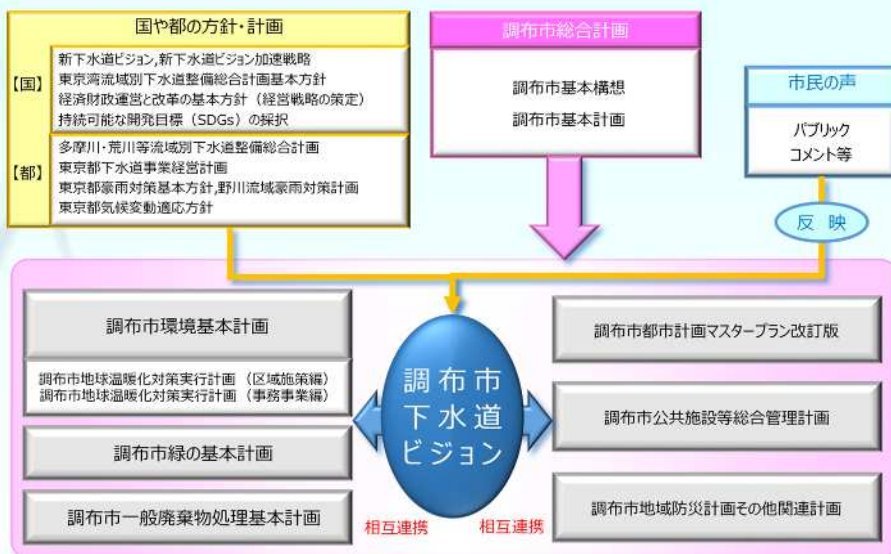 国や都の方針・計画
【国】
新下水道ビジョン,新下水道ビジョン加速戦略
東京湾流域別下水道整備総合計画基本方針
経済財政運営と改革の基本方針（経営戦略の策定）
持続可能な開発目標（SDGs）の採択
【都】
多摩川・荒川等流域別下水道整備総合計画
東京都下水道事業経営計画
東京都豪雨対策基本方針,野川流域豪雨対策計画
東京都気候変動適応方針
調布市総合計画
調布市基本構想
調布市基本計画
市民の声
パブリック
コメント等
反映
調布市環境基本計画
調布市地球温暖化対策実行計画（区域施策編）
調布市地球温暖化対策実行計画（事務事業編）
調布市緑の基本計画
調布市一般廃棄物処理基本計画
調布市
下水道
ビジョン
相互連携
相互連携
調布市都市計画マスタープラン改訂版
調布市公共施設等総合管理計画
調布市地域防災計画その他関連計画